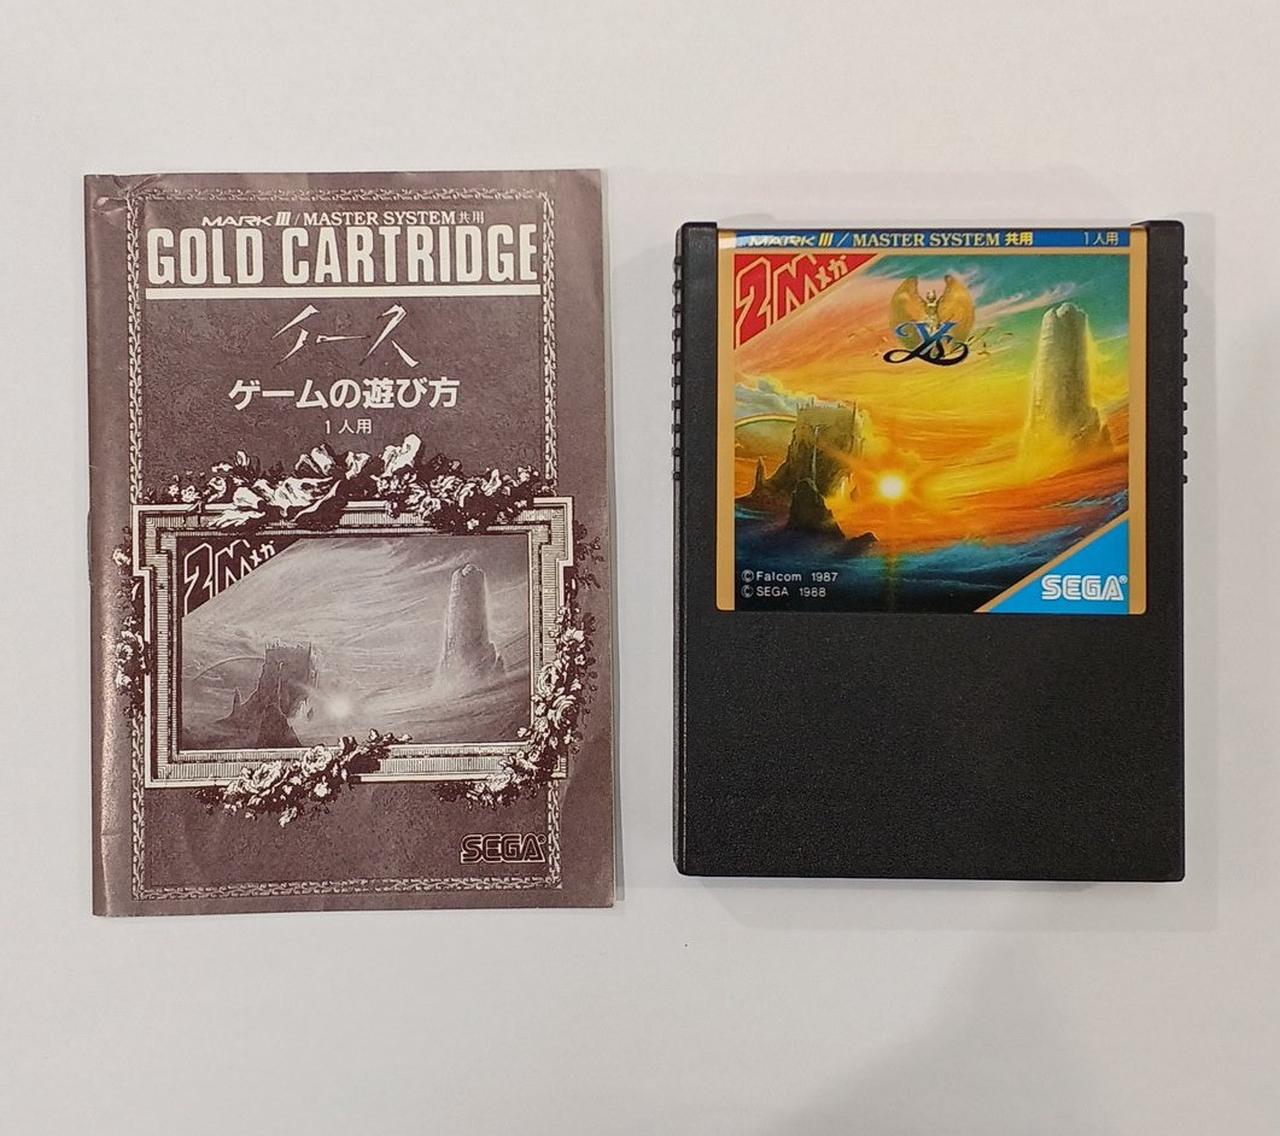 MARK III / MASTER SYSTEM 共用
GOLD CARTRIDGE
イース
ゲームの遊び方
1人用
2Mメガ
SEGA®
MARK III / MASTER SYSTEM 共用 1人用
2Mメガ
Ys
©Falcom 1987
©SEGA 1988
SEGA®